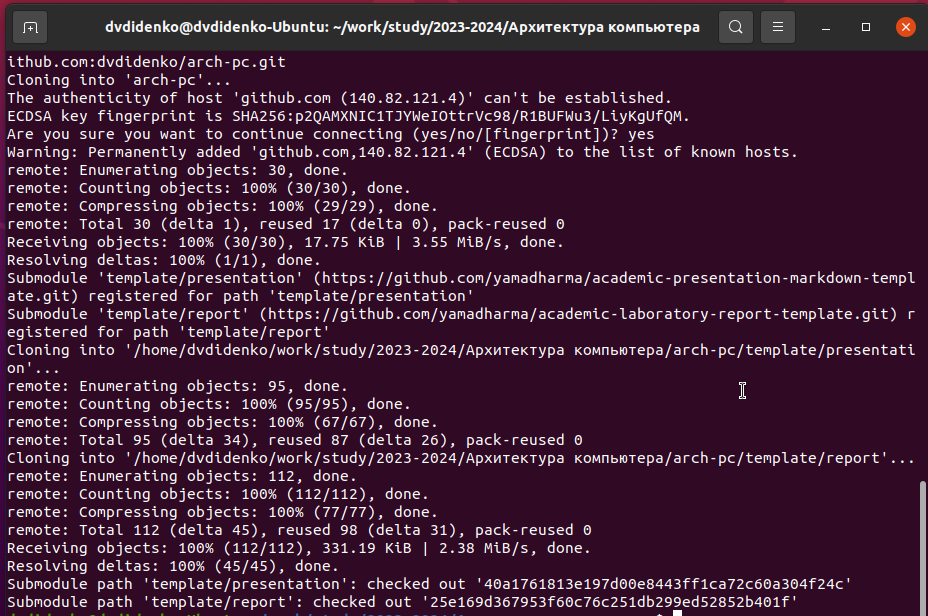 dvdidenko@dvdidenko-Ubuntu: ~/work/study/2023-2024/Архитектура компьютера
ithub.com:dvdidenko/arch-pc.git
Cloning into 'arch-pc'...
The authenticity of host 'github.com (140.82.121.4)' can't be established.
ECDSA key fingerprint is SHA256:p2QAMXNIC1TJYWeIOttrVc98/R1BUFWu3/LiyKgUfQM.
Are you sure you want to continue connecting (yes/no/[fingerprint])? yes
Warning: Permanently added 'github.com,140.82.121.4' (ECDSA) to the list of known hosts.
remote: Enumerating objects: 30, done.
remote: Counting objects: 100% (30/30), done.
remote: Compressing objects: 100% (29/29), done.
remote: Total 30 (delta 1), reused 17 (delta 0), pack-reused 0
Receiving objects: 100% (30/30), 17.75 KiB | 3.55 MiB/s, done.
Resolving deltas: 100% (1/1), done.
Submodule 'template/presentation' (https://github.com/yamadharma/academic-presentation-markdown-templ
ate.git) registered for path 'template/presentation'
Submodule 'template/report' (https://github.com/yamadharma/academic-laboratory-report-template.git) r
egistered for path 'template/report'
Cloning into '/home/dvdidenko/work/study/2023-2024/Архитектура компьютера/arch-pc/template/presentati
on'...
remote: Enumerating objects: 95, done.
remote: Counting objects: 100% (95/95), done.
remote: Compressing objects: 100% (67/67), done.
remote: Total 95 (delta 34), reused 87 (delta 26), pack-reused 0
Cloning into '/home/dvdidenko/work/study/2023-2024/Архитектура компьютера/arch-pc/template/report'...
remote: Enumerating objects: 112, done.
remote: Counting objects: 100% (112/112), done.
remote: Compressing objects: 100% (77/77), done.
remote: Total 112 (delta 45), reused 98 (delta 31), pack-reused 0
Receiving objects: 100% (112/112), 331.19 KiB | 2.38 MiB/s, done.
Resolving deltas: 100% (45/45), done.
Submodule path 'template/presentation': checked out '40a1761813e197d00e8443ff1ca72c60a304f24c'
Submodule path 'template/report': checked out '25e169d367953f60c76c251db299ed52852b401f'